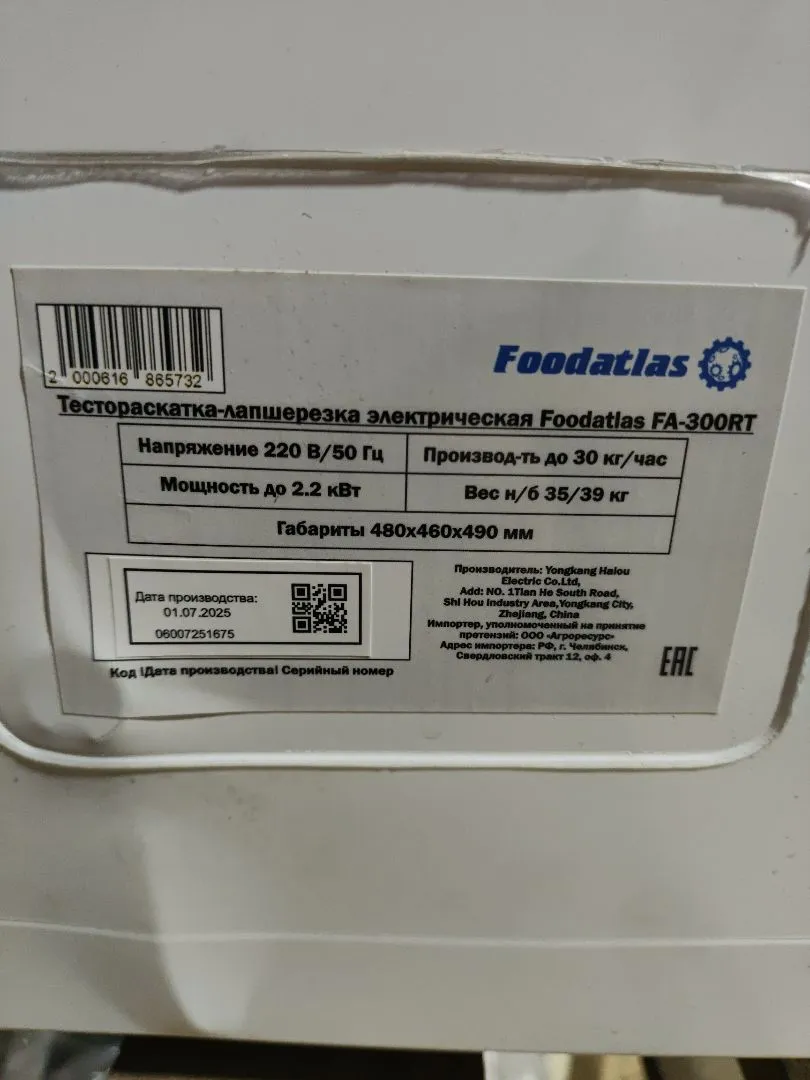 Foodatlas
2 000616 865732
Тестораскатка-лапшерезка электрическая Foodatlas FA-300RT
Напряжение 220 В/50 Гц
Производ-ть до 30 кг/час
Мощность до 2.2 кВт
Вес н/б 35/39 кг
Габариты 480х460х490 мм
Дата производства:
01.07.2025
06007251675
Код |Дата производства| Серийный номер
Производитель: Yongkang Haiou
Electric Co.Ltd,
Add: NO. 1Tian He South Road,
Shi Hou Industry Area,Yongkang City,
Zhejiang, China
Импортер, уполномоченный на принятие
претензий: ООО «Агроресурс»
Адрес импортера: РФ, г. Челябинск,
Свердловский тракт 12, оф. 4
EAC